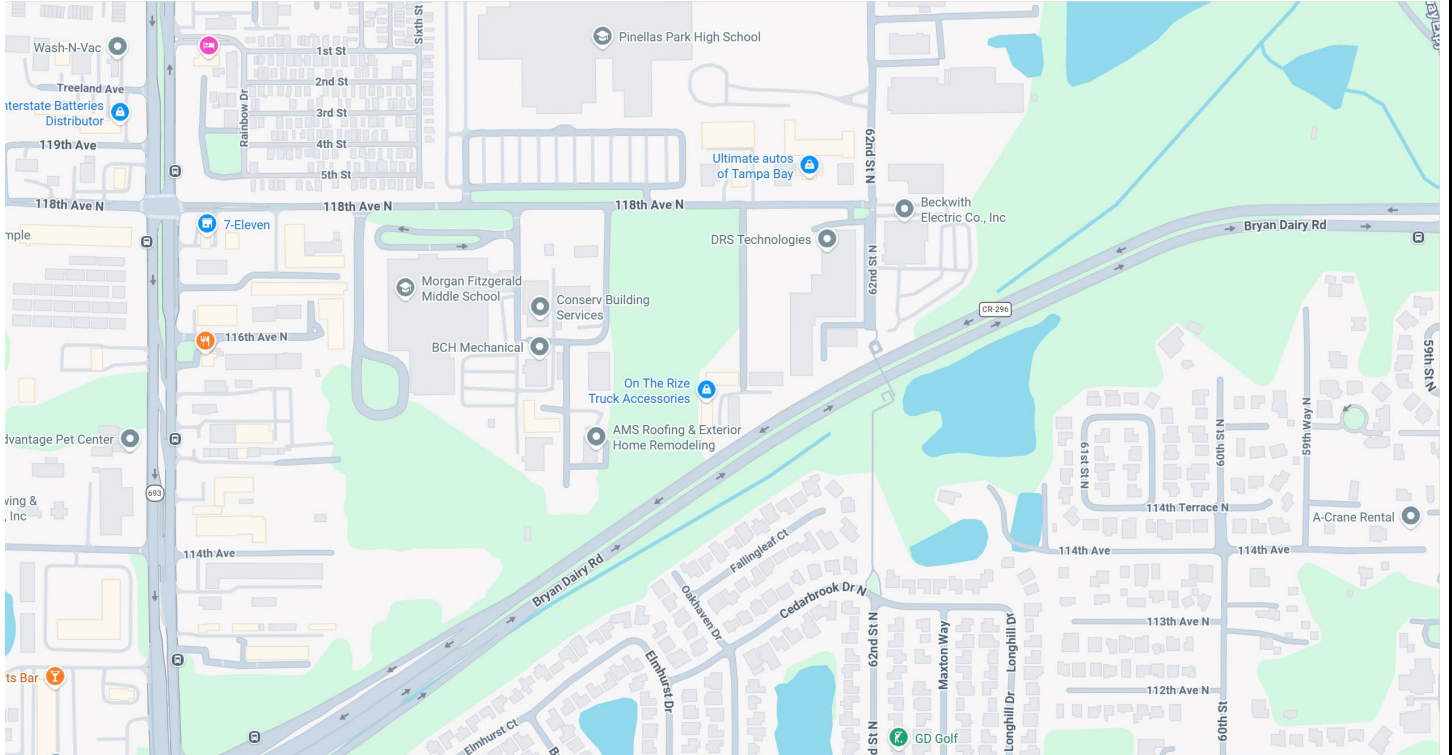 Wash-N-Vac
1st St
Sixth St
Pinellas Park High School
Treeland Ave
2nd St
nterstate Batteries
Distributor
Rainbow Dr
3rd St
119th Ave
4th St
62nd St N
Ultimate autos
of Tampa Bay
5th St
118th Ave N
118th Ave N
118th Ave N
Beckwith
Electric Co., Inc
7-Eleven
Bryan Dairy Rd
mple
DRS Technologies
62nd St N
Morgan Fitzgerald
Middle School
Conserv Building
Services
CR-296
116th Ave N
BCH Mechanical
59th St N
On The Rize
Truck Accessories
dvantage Pet Center
AMS Roofing & Exterior
Home Remodeling
61st St N
60th St N
59th Way N
693
wing &
, Inc
114th Terrace N
A-Crane Rental
114th Ave
Fallingleaf Ct
114th Ave
114th Ave
Bryan Dairy Rd
Oakhaven Dr
Cedarbrook Dr N
113th Ave N
62nd St N
Maxton Way
Longhill Dr
ts Bar
Elmhurst Dr
112th Ave N
Elmhurst Ct
B
d St N
GD Golf
Longhill Dr
60th St